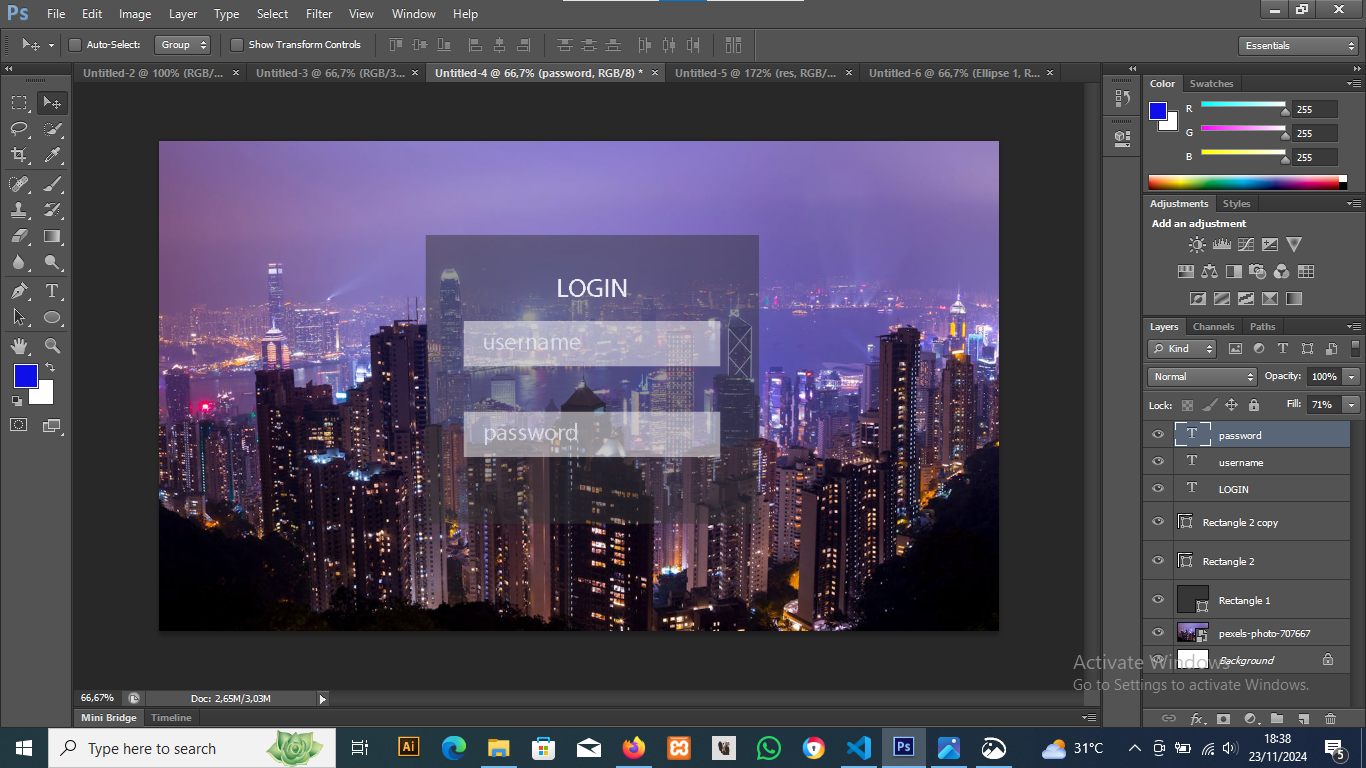 Ps File Edit Image Layer Type Select Filter View Window Help
Auto-Select: Group Show Transform Controls Essentials
Untitled-2 @ 100% (RGB/... × Untitled-3 @ 66,7% (RGB/3... × Untitled-4 @ 66,7% (password, RGB/8) * × Untitled-5 @ 172% (res, RGB/... × Untitled-6 @ 66,7% (Ellipse 1, R... ×
Color Swatches
R 255
G 255
B 255
Adjustments Styles
Add an adjustment
LOGIN
username
password
Layers Channels Paths
Kind
Normal Opacity: 100%
Lock: Fill: 71%
T password
T username
T LOGIN
Rectangle 2 copy
Rectangle 2
Rectangle 1
pexels-photo-707667
Background
Activate Windows
Go to Settings to activate Windows.
66,67% Doc: 2,65M/3,03M
Mini Bridge Timeline
Type here to search
Ai
Ps
31°C
18:38
23/11/2024
5